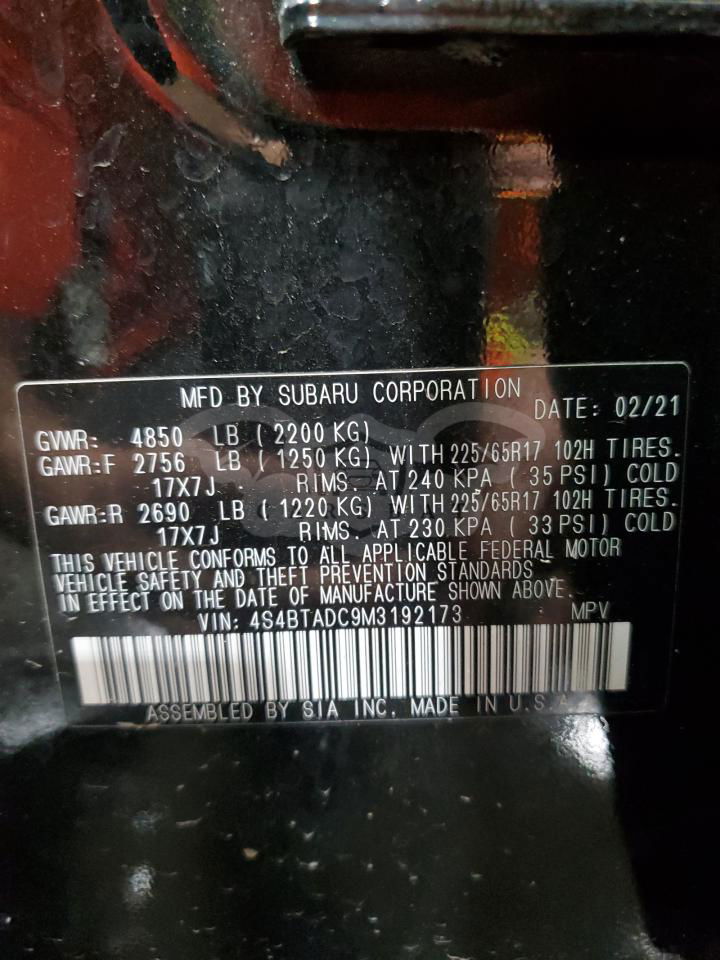 MFD BY SUBARU CORPORATION DATE: 02/21
GVWR: 4850 LB (2200 KG)
GAWR:F 2756 LB (1250 KG) WITH 225/65R17 102H TIRES.
17X7J RIMS. AT 240 KPA (35 PSI) COLD
GAWR:R 2690 LB (1220 KG) WITH 225/65R17 102H TIRES.
17X7J RIMS. AT 230 KPA (33 PSI) COLD
THIS VEHICLE CONFORMS TO ALL APPLICABLE FEDERAL MOTOR
VEHICLE SAFETY AND THEFT PREVENTION STANDARDS
IN EFFECT ON THE DATE OF MANUFACTURE SHOWN ABOVE.
VIN: 4S4BTADC9M3192173 MPV
ASSEMBLED BY SIA INC. MADE IN U.S.A.